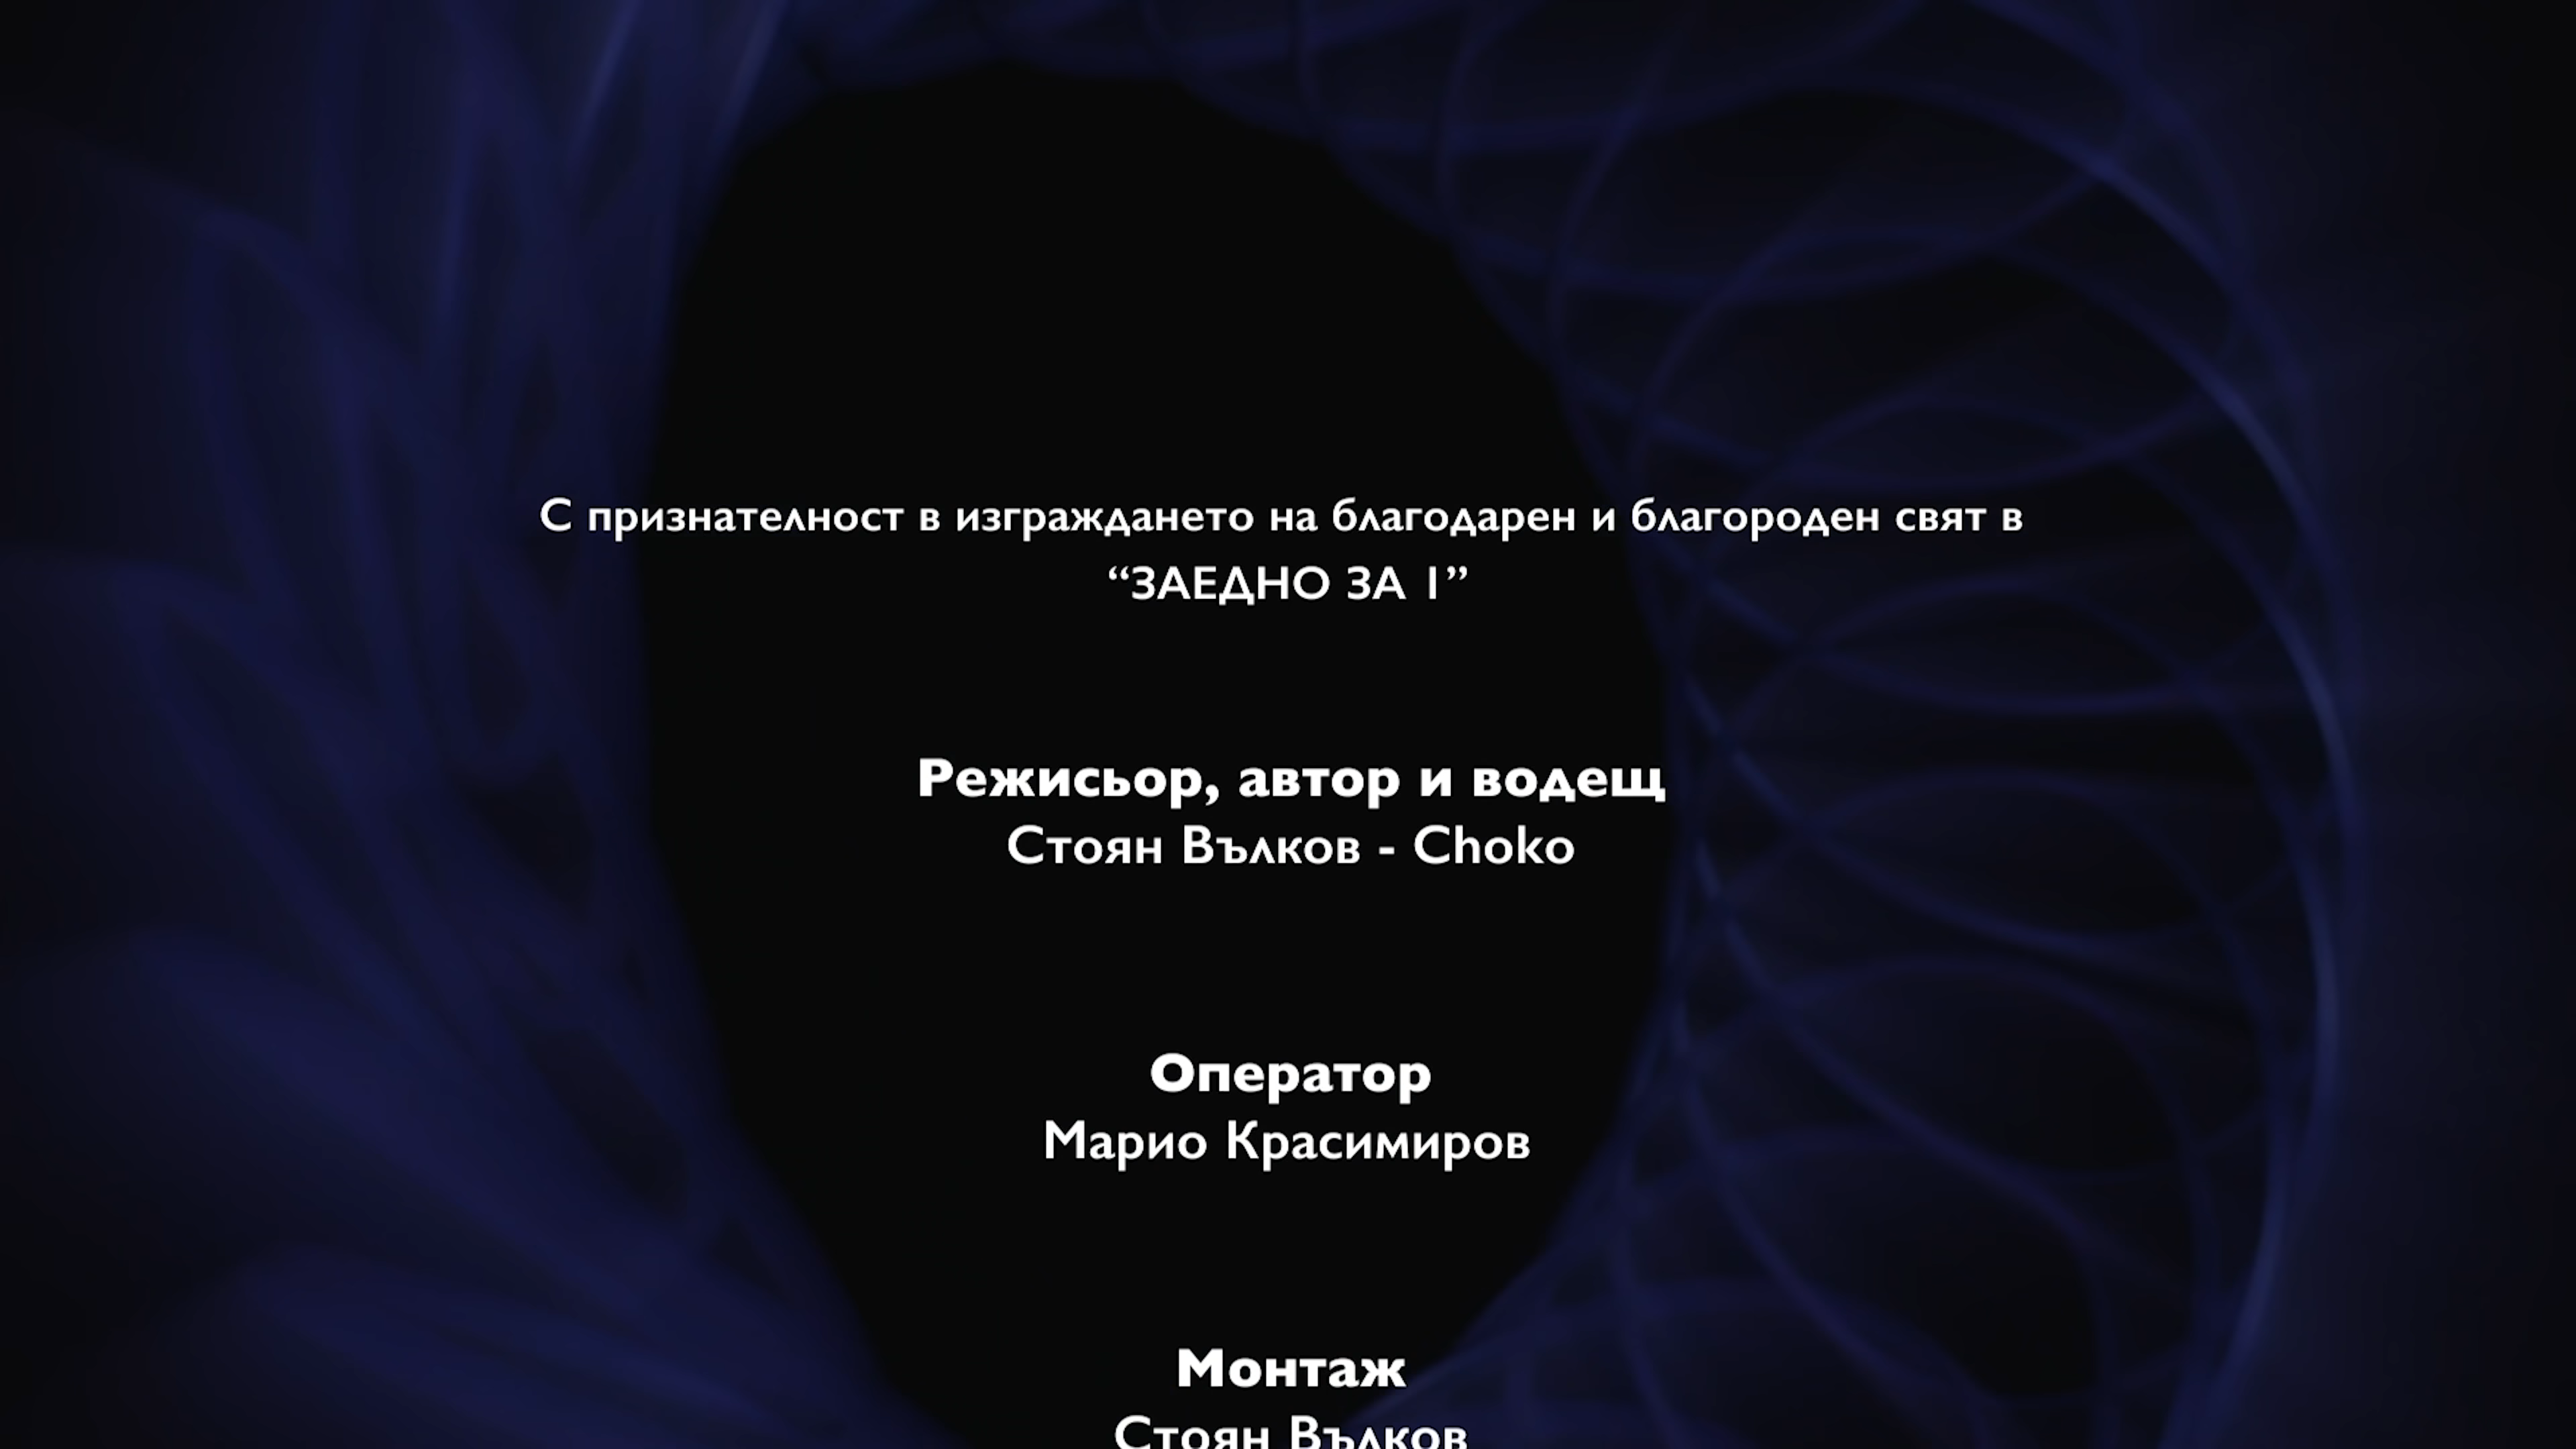 С признателност в изграждането на благодарен и благороден свят в
“ЗАЕДНО ЗА 1”
Режисьор, автор и водещ
Стоян Вълков - Choko
Оператор
Марио Красимиров
Монтаж
Стоян Вълков